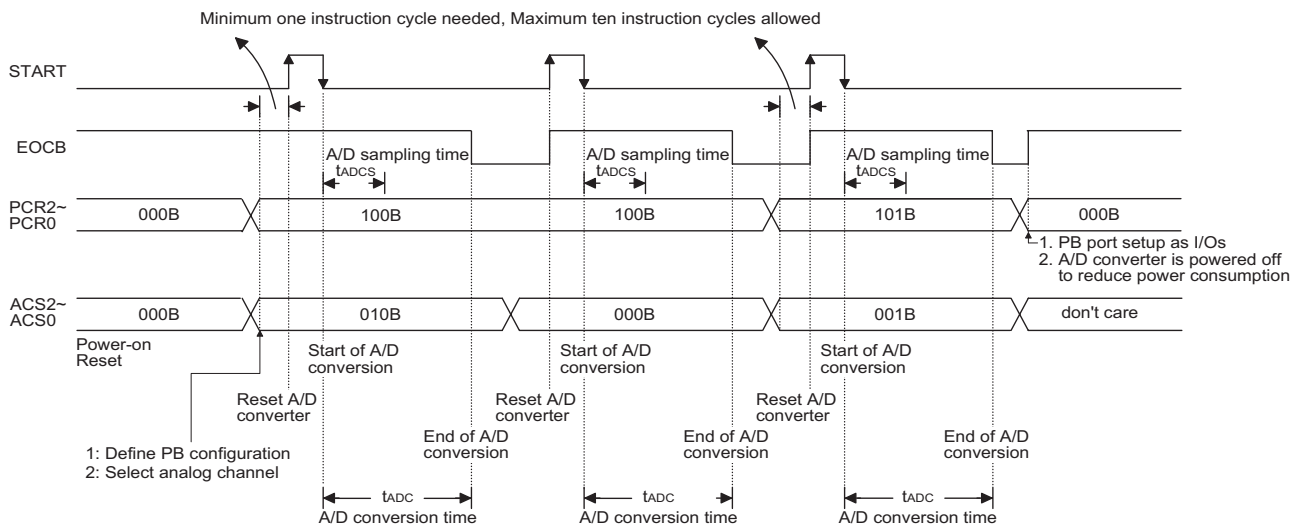 Minimum one instruction cycle needed, Maximum ten instruction cycles allowed
START
EOCB
A/D sampling time
tADCS
A/D sampling time
tADCS
A/D sampling time
tADCS
PCR2~
PCR0
000B
100B
100B
101B
000B
1. PB port setup as I/Os
2. A/D converter is powered off
to reduce power consumption
ACS2~
ACS0
000B
010B
000B
001B
don't care
Power-on
Reset
Start of A/D
conversion
Start of A/D
conversion
Start of A/D
conversion
Reset A/D
converter
Reset A/D
converter
Reset A/D
converter
1: Define PB configuration
2: Select analog channel
End of A/D
conversion
End of A/D
conversion
End of A/D
conversion
tADC
A/D conversion time
tADC
A/D conversion time
tADC
A/D conversion time